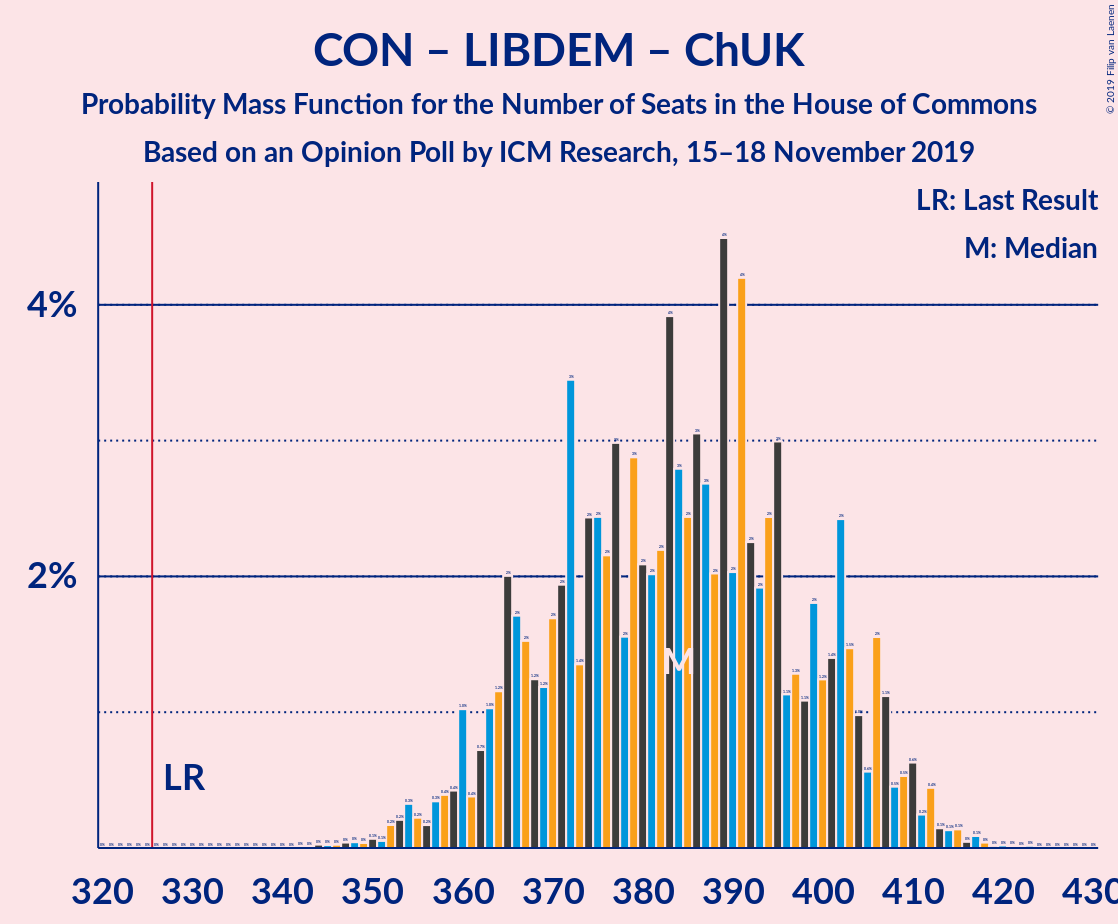 CON – LIBDEM – ChUK
Probability Mass Function for the Number of Seats in the House of Commons
Based on an Opinion Poll by ICM Research, 15–18 November 2019
© 2019 Filip van Laenen
LR: Last Result
M: Median
4%
2%
LR
M
320 330 340 350 360 370 380 390 400 410 420 430